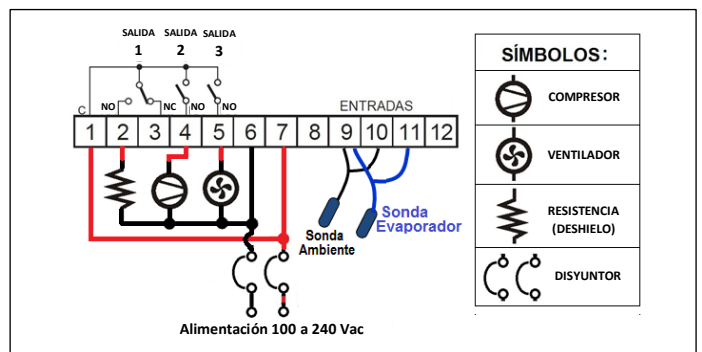 SALIDA SALIDA SALIDA
1 2 3
C NO NC NO NO ENTRADAS
1 2 3 4 5 6 7 8 9 10 11 12
Sonda
Ambiente
Sonda
Evaporador
Alimentación 100 a 240 Vac
SÍMBOLOS:
COMPRESOR
VENTILADOR
RESISTENCIA
(DESHIELO)
DISYUNTOR